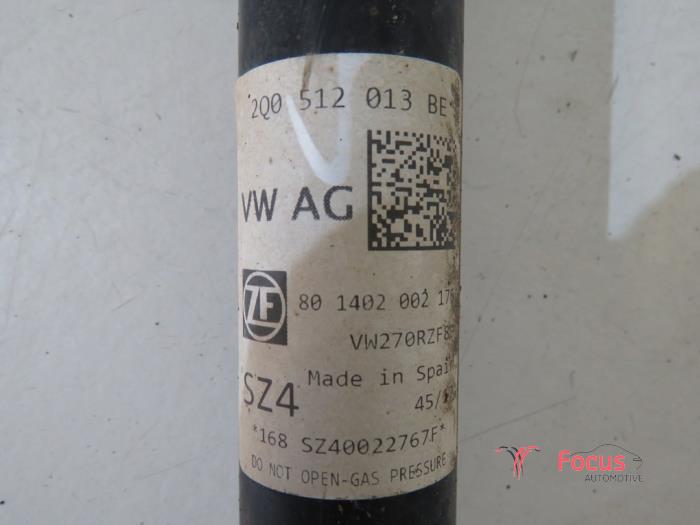 2Q0 512 013 BE
VW AG
ZF
80 1402 002
Made in Spain
SZ4
*168 SZ40022767F*
DO NOT OPEN-GAS PRESSURE
Focus
AUTOMOTIVE